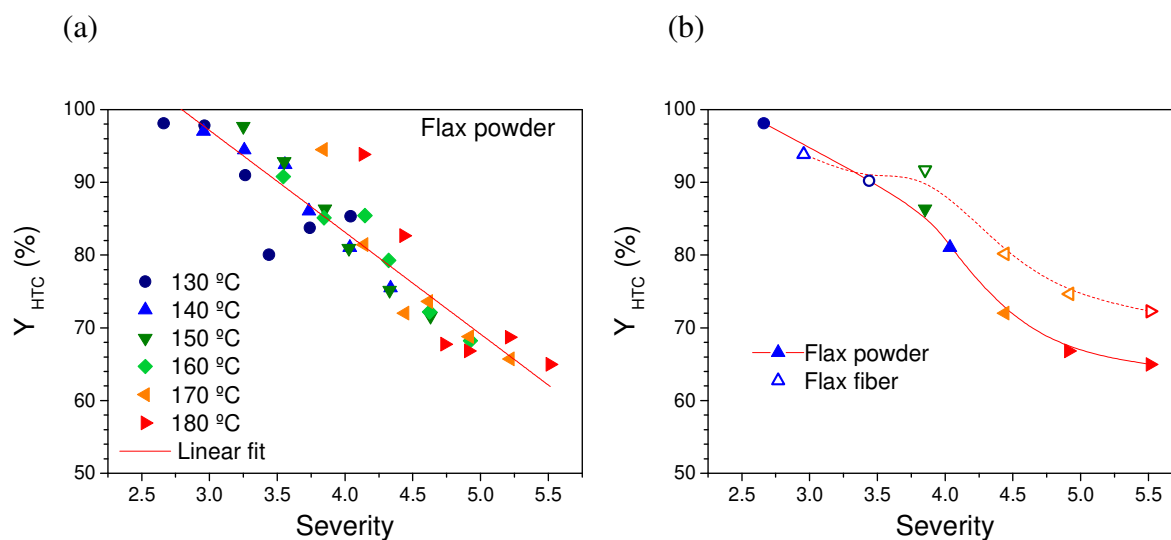 (a)
Y HTC (%)
100
90
80
70
60
50
Flax powder
130 ºC
140 ºC
150 ºC
160 ºC
170 ºC
180 ºC
Linear fit
2.5 3.0 3.5 4.0 4.5 5.0 5.5
Severity
(b)
Y HTC (%)
100
90
80
70
60
50
Flax powder
Flax fiber
2.5 3.0 3.5 4.0 4.5 5.0 5.5
Severity